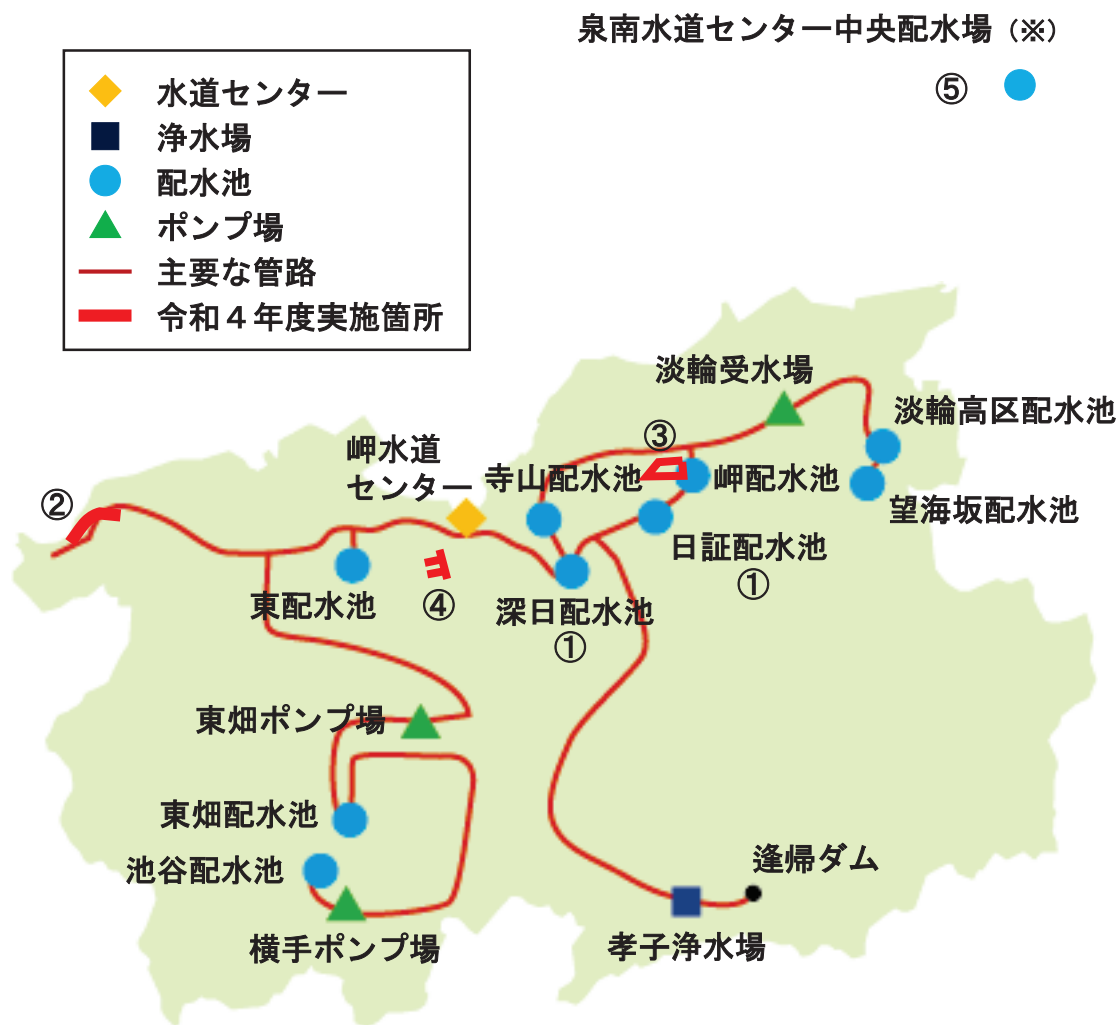 泉南水道センター中央配水場（※）
⑤
水道センター
浄水場
配水池
ポンプ場
主要な管路
令和４年度実施箇所
淡輪受水場
淡輪高区配水池
③
岬水道
センター
寺山配水池
岬配水池
望海坂配水池
②
日証配水池
①
東配水池
④
深日配水池
①
東畑ポンプ場
東畑配水池
池谷配水池
逢帰ダム
横手ポンプ場
孝子浄水場